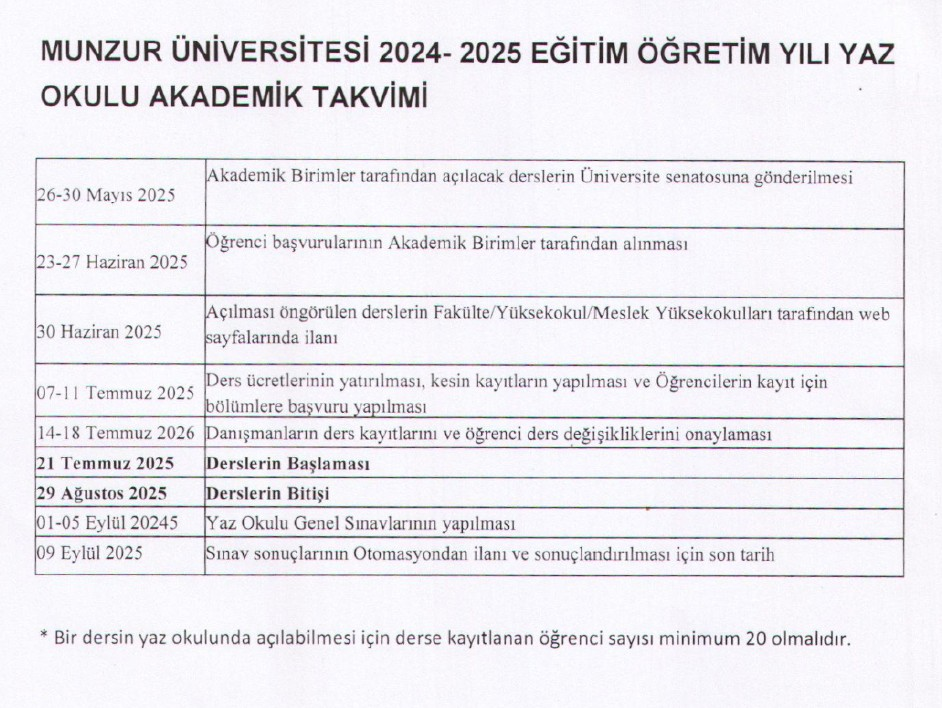 MUNZUR ÜNİVERSİTESİ 2024- 2025 EĞİTİM ÖĞRETİM YILI YAZ
OKULU AKADEMİK TAKVİMİ
26-30 Mayıs 2025
Akademik Birimler tarafından açılacak derslerin Üniversite senatosuna gönderilmesi
23-27 Haziran 2025
Öğrenci başvurularının Akademik Birimler tarafından alınması
30 Haziran 2025
Açılması öngörülen derslerin Fakülte/Yüksekokul/Meslek Yüksekokulları tarafından web
sayfalarında ilanı
07-11 Temmuz 2025
Ders ücretlerinin yatırılması, kesin kayıtların yapılması ve Öğrencilerin kayıt için
bölümlere başvuru yapılması
14-18 Temmuz 2026 Danışmanların ders kayıtlarını ve öğrenci ders değişikliklerini onaylaması
21 Temmuz 2025 Derslerin Başlaması
29 Ağustos 2025 Derslerin Bitişi
01-05 Eylül 20245 Yaz Okulu Genel Sınavlarının yapılması
09 Eylül 2025 Sınav sonuçlarının Otomasyondan ilanı ve sonuçlandırılması için son tarih
* Bir dersin yaz okulunda açılabilmesi için derse kayıtlanan öğrenci sayısı minimum 20 olmalıdır.